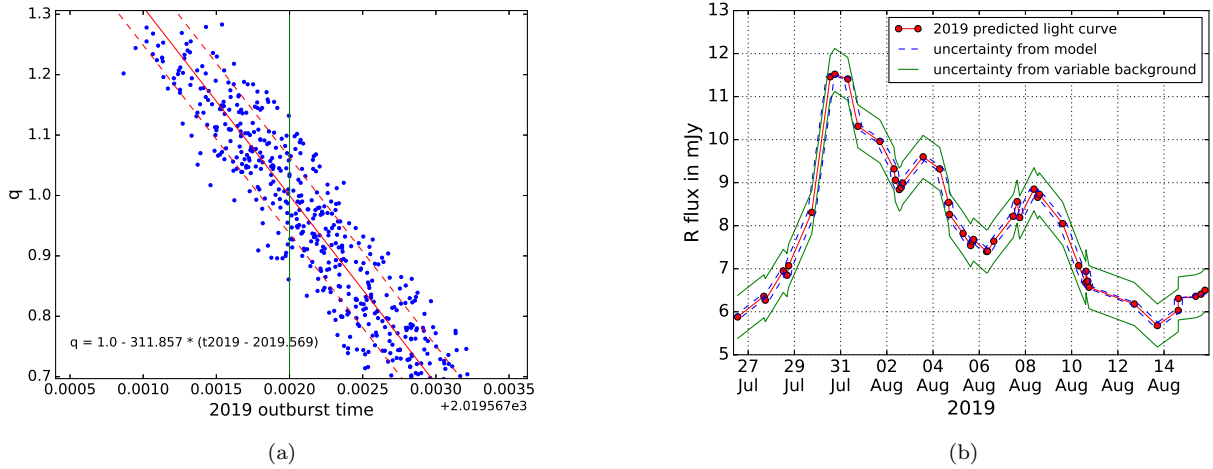 1.3
1.2
1.1
1.0
0.9
0.8
0.7
q
q = 1.0 - 311.857 * (t2019 - 2019.569)
0.0005 0.0010 0.0015 0.0020 0.0025 0.0030 0.0035
+2.019567e3
2019 outburst time
(a)
13
12
11
10
9
8
7
6
5
R flux in mJy
2019 predicted light curve
uncertainty from model
uncertainty from variable background
27 29 31 02 04 06 08 10 12 14
Jul Jul Jul Aug Aug Aug Aug Aug Aug Aug
2019
(b)